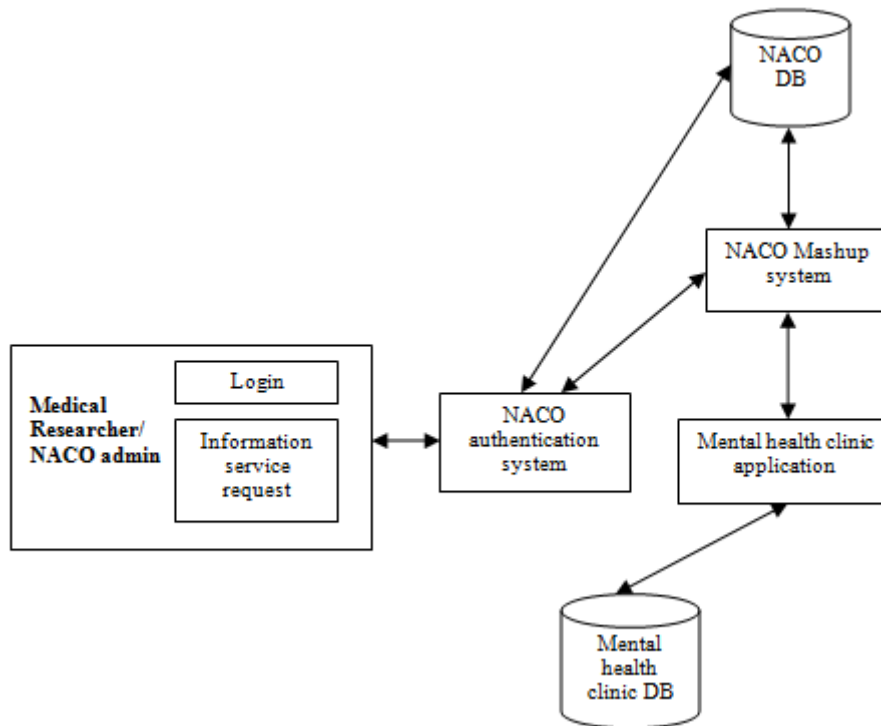 NACO
DB
NACO Mashup
system
Login
Medical
Researcher/
NACO admin
Information
service
request
NACO
authentication
system
Mental health clinic
application
Mental
health
clinic DB